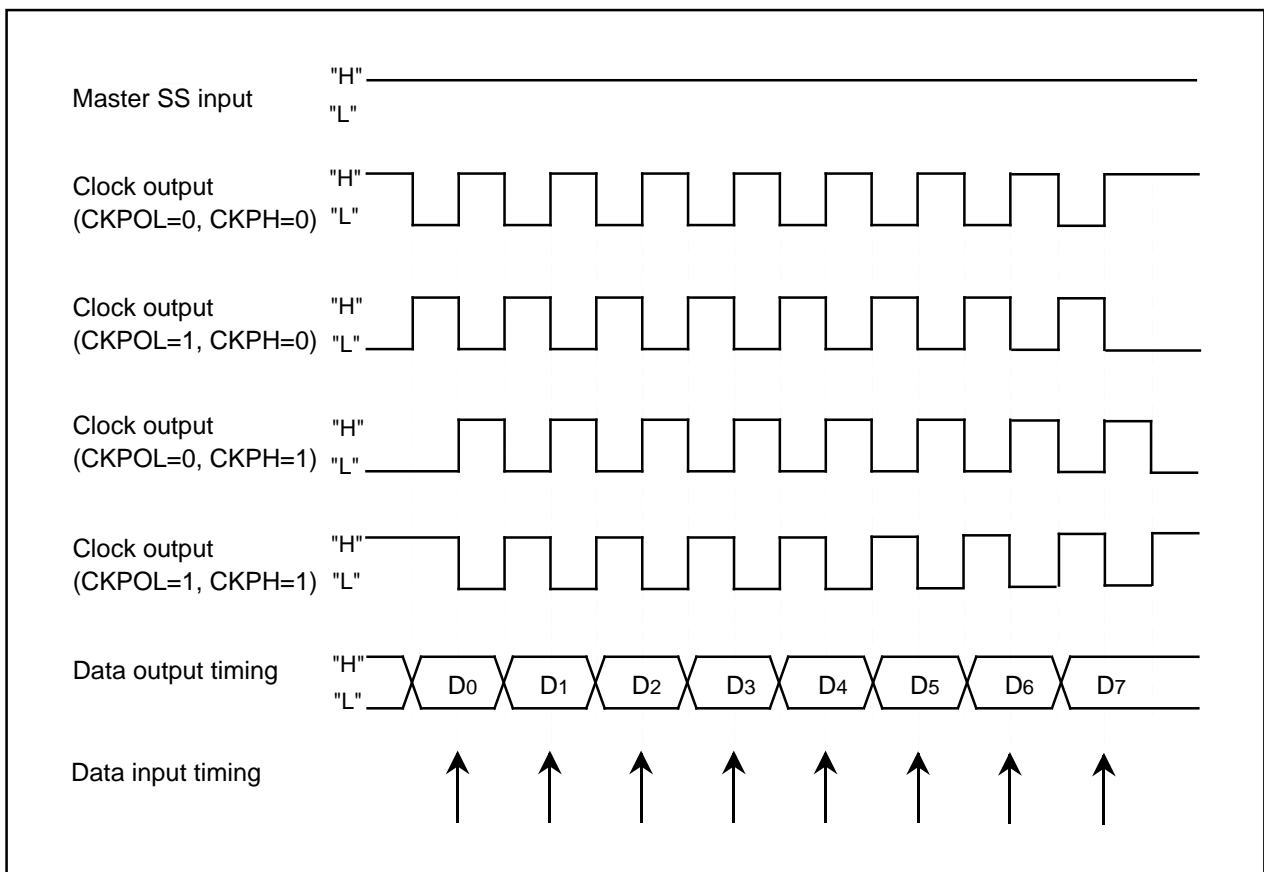 "H"
Master SS input
"L"
Clock output "H"
(CKPOL=0, CKPH=0) "L"
Clock output "H"
(CKPOL=1, CKPH=0) "L"
Clock output "H"
(CKPOL=0, CKPH=1) "L"
Clock output "H"
(CKPOL=1, CKPH=1) "L"
"H"
Data output timing D0 D1 D2 D3 D4 D5 D6 D7
"L"
Data input timing